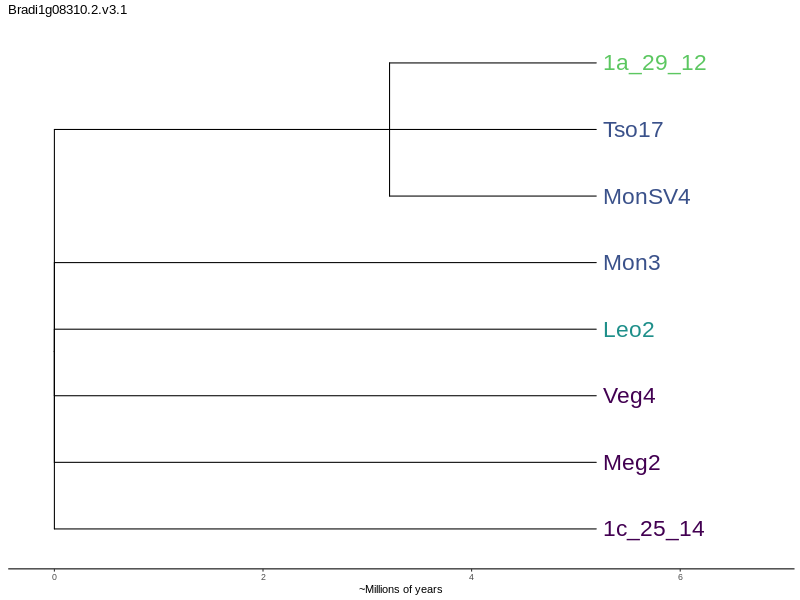 Bradi1g08310.2.v3.1
1a_29_12
Tso17
MonSV4
Mon3
Leo2
Veg4
Meg2
1c_25_14
0 2 4 6
~Millions of years